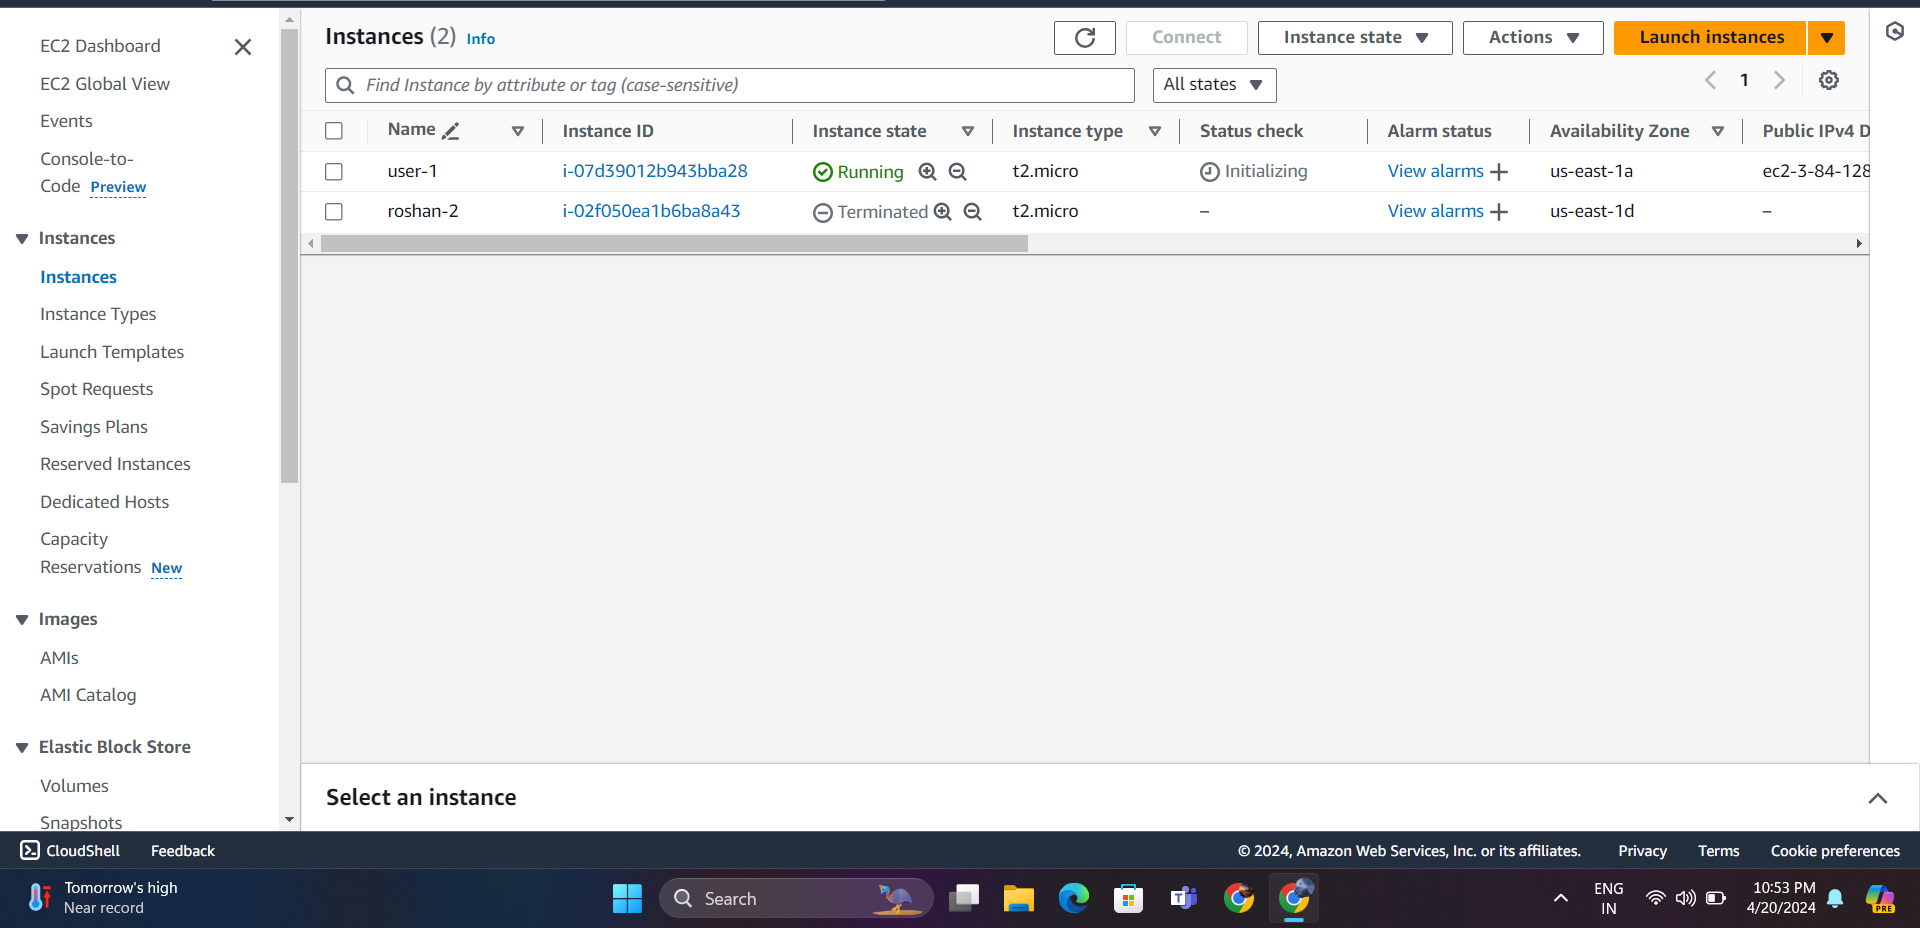 EC2 Dashboard
EC2 Global View
Events
Console-to-
Code Preview
Instances
Instances
Instance Types
Launch Templates
Spot Requests
Savings Plans
Reserved Instances
Dedicated Hosts
Capacity
Reservations New
Images
AMIs
AMI Catalog
Elastic Block Store
Volumes
Snapshots
Instances (2) Info
Connect
Instance state
Actions
Launch instances
Find Instance by attribute or tag (case-sensitive)
All states
1
Name Instance ID Instance state Instance type Status check Alarm status Availability Zone Public IPv4 D
user-1 i-07d39012b943bba28 Running t2.micro Initializing View alarms + us-east-1a ec2-3-84-128
roshan-2 i-02f050ea1b6ba8a43 Terminated t2.micro – View alarms + us-east-1d –
Select an instance
CloudShell Feedback © 2024, Amazon Web Services, Inc. or its affiliates. Privacy Terms Cookie preferences
Tomorrow's high
Near record
Search
ENG
IN
10:53 PM
4/20/2024
PRE